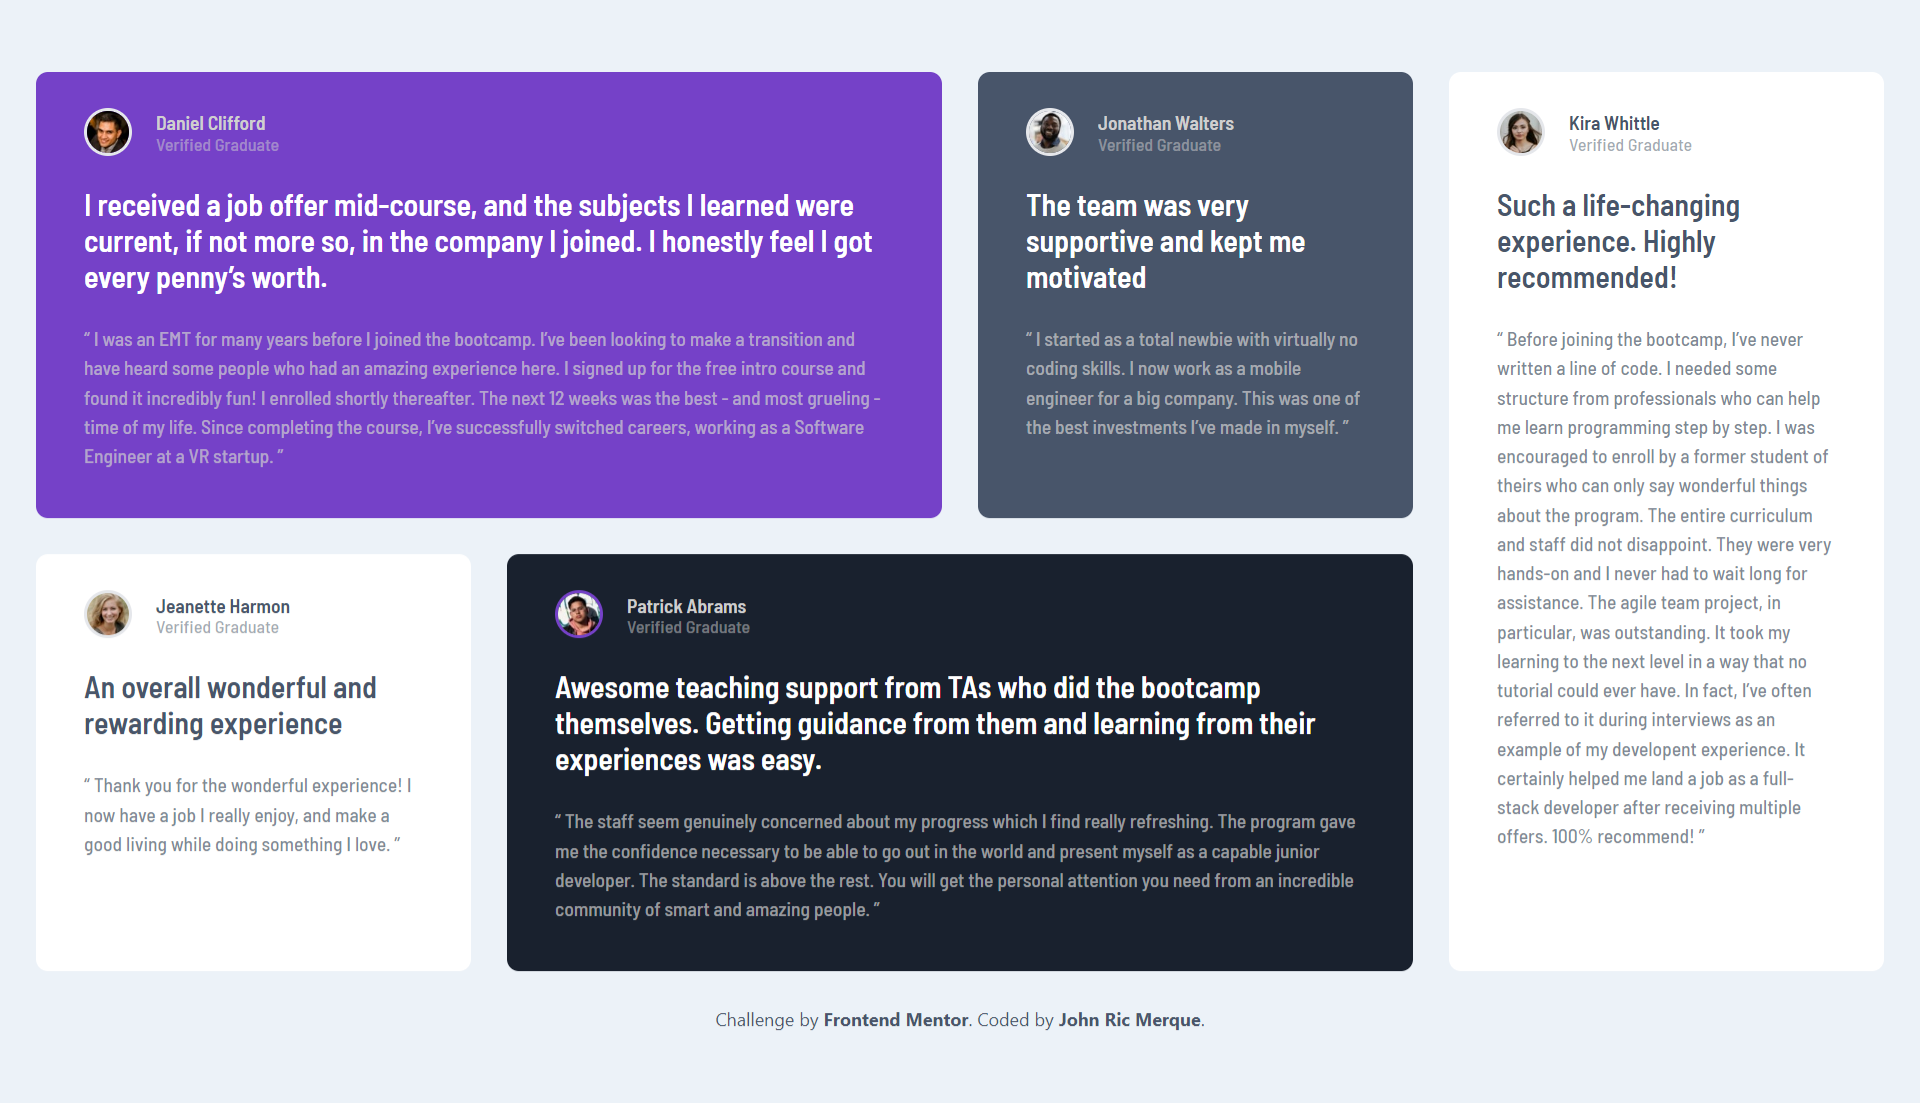 Daniel Clifford
Verified Graduate
I received a job offer mid-course, and the subjects I learned were
current, if not more so, in the company I joined. I honestly feel I got
every penny’s worth.
“ I was an EMT for many years before I joined the bootcamp. I’ve been looking to make a transition and
have heard some people who had an amazing experience here. I signed up for the free intro course and
found it incredibly fun! I enrolled shortly thereafter. The next 12 weeks was the best - and most grueling -
time of my life. Since completing the course, I’ve successfully switched careers, working as a Software
Engineer at a VR startup. ”
Jonathan Walters
Verified Graduate
The team was very
supportive and kept me
motivated
“ I started as a total newbie with virtually no
coding skills. I now work as a mobile
engineer for a big company. This was one of
the best investments I’ve made in myself. ”
Kira Whittle
Verified Graduate
Such a life-changing
experience. Highly
recommended!
“ Before joining the bootcamp, I’ve never
written a line of code. I needed some
structure from professionals who can help
me learn programming step by step. I was
encouraged to enroll by a former student of
theirs who can only say wonderful things
about the program. The entire curriculum
and staff did not disappoint. They were very
hands-on and I never had to wait long for
assistance. The agile team project, in
particular, was outstanding. It took my
learning to the next level in a way that no
tutorial could ever have. In fact, I’ve often
referred to it during interviews as an
example of my developent experience. It
certainly helped me land a job as a full-
stack developer after receiving multiple
offers. 100% recommend! ”
Jeanette Harmon
Verified Graduate
An overall wonderful and
rewarding experience
“ Thank you for the wonderful experience! I
now have a job I really enjoy, and make a
good living while doing something I love. ”
Patrick Abrams
Verified Graduate
Awesome teaching support from TAs who did the bootcamp
themselves. Getting guidance from them and learning from their
experiences was easy.
“ The staff seem genuinely concerned about my progress which I find really refreshing. The program gave
me the confidence necessary to be able to go out in the world and present myself as a capable junior
developer. The standard is above the rest. You will get the personal attention you need from an incredible
community of smart and amazing people. ”
Challenge by Frontend Mentor. Coded by John Ric Merque.